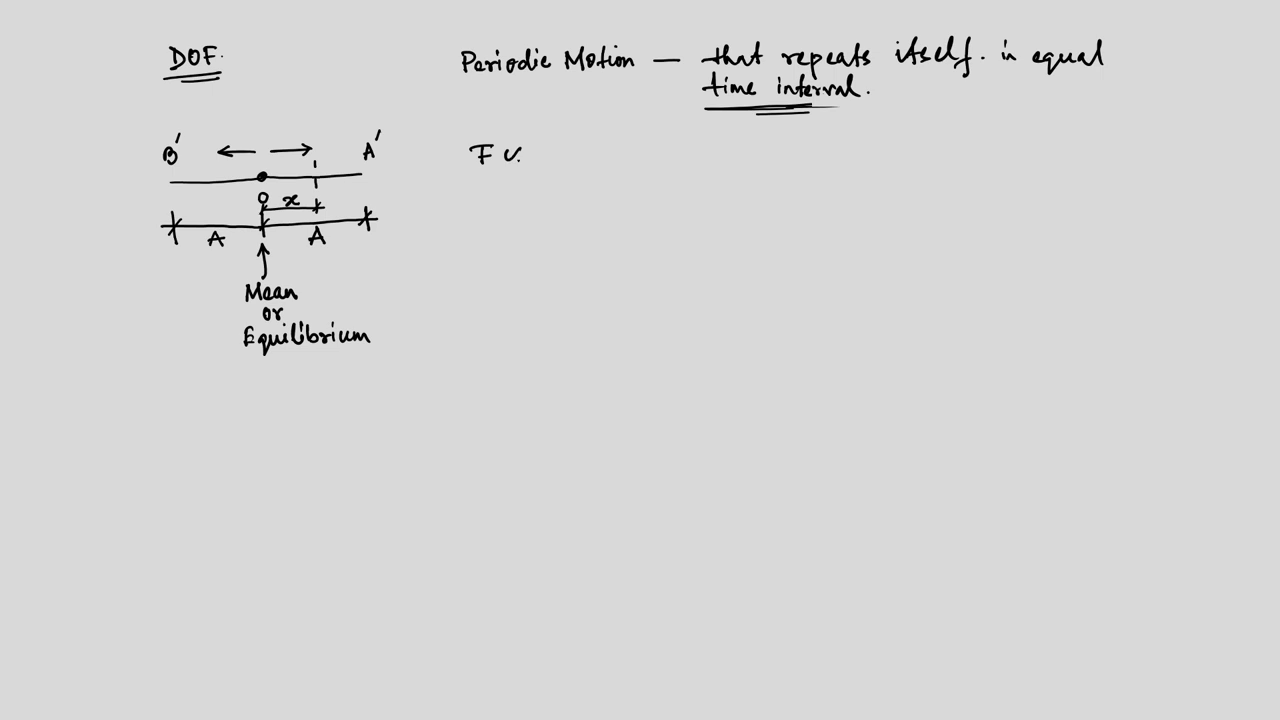 DOF.
Periodic Motion — that repeats itself. in equal
time interval.
B' ← → A'
F
O x
A A
Mean
or
Equilibrium